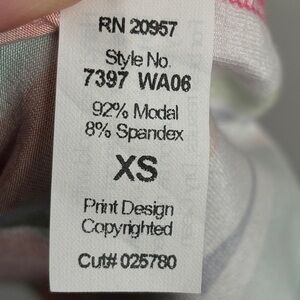 RN 20957
Style No.
7397 WA06
92% Modal
8% Spandex
XS
Print Design
Copyrighted
Cut# 025780